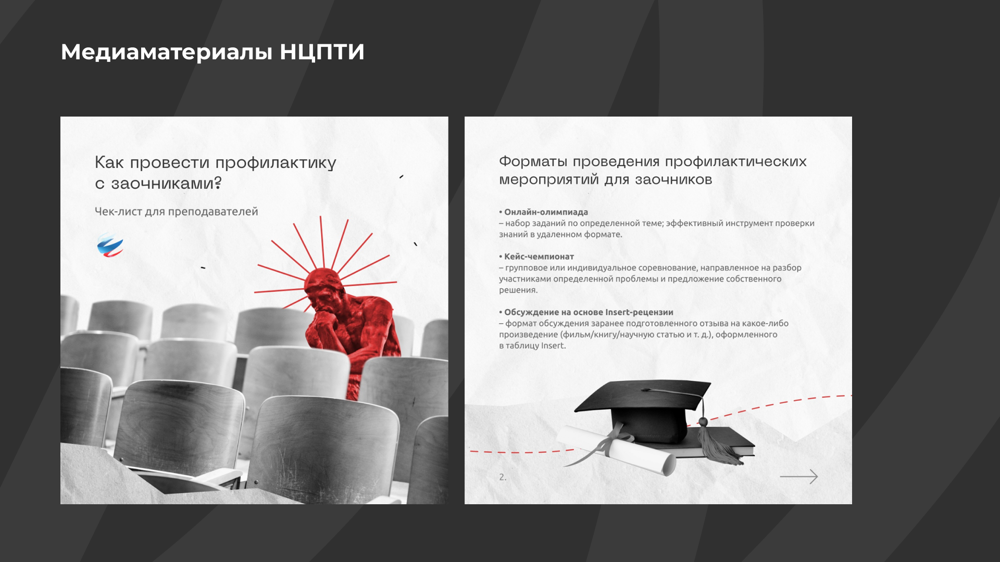 Медиаматериалы НЦПТИ
Как провести профилактику
с заочниками?
Чек-лист для преподавателей
Форматы проведения профилактических
мероприятий для заочников
• Онлайн-олимпиада
– набор заданий по определенной теме; эффективный инструмент проверки
знаний в удаленном формате.
• Кейс-чемпионат
– групповое или индивидуальное соревнование, направленное на разбор
участниками определенной проблемы и предложение собственного
решения.
• Обсуждение на основе Insert-рецензии
– формат обсуждения заранее подготовленного отзыва на какое-либо
произведение (фильм/книгу/научную статью и т. д.), оформленного
в таблицу Insert.
2.